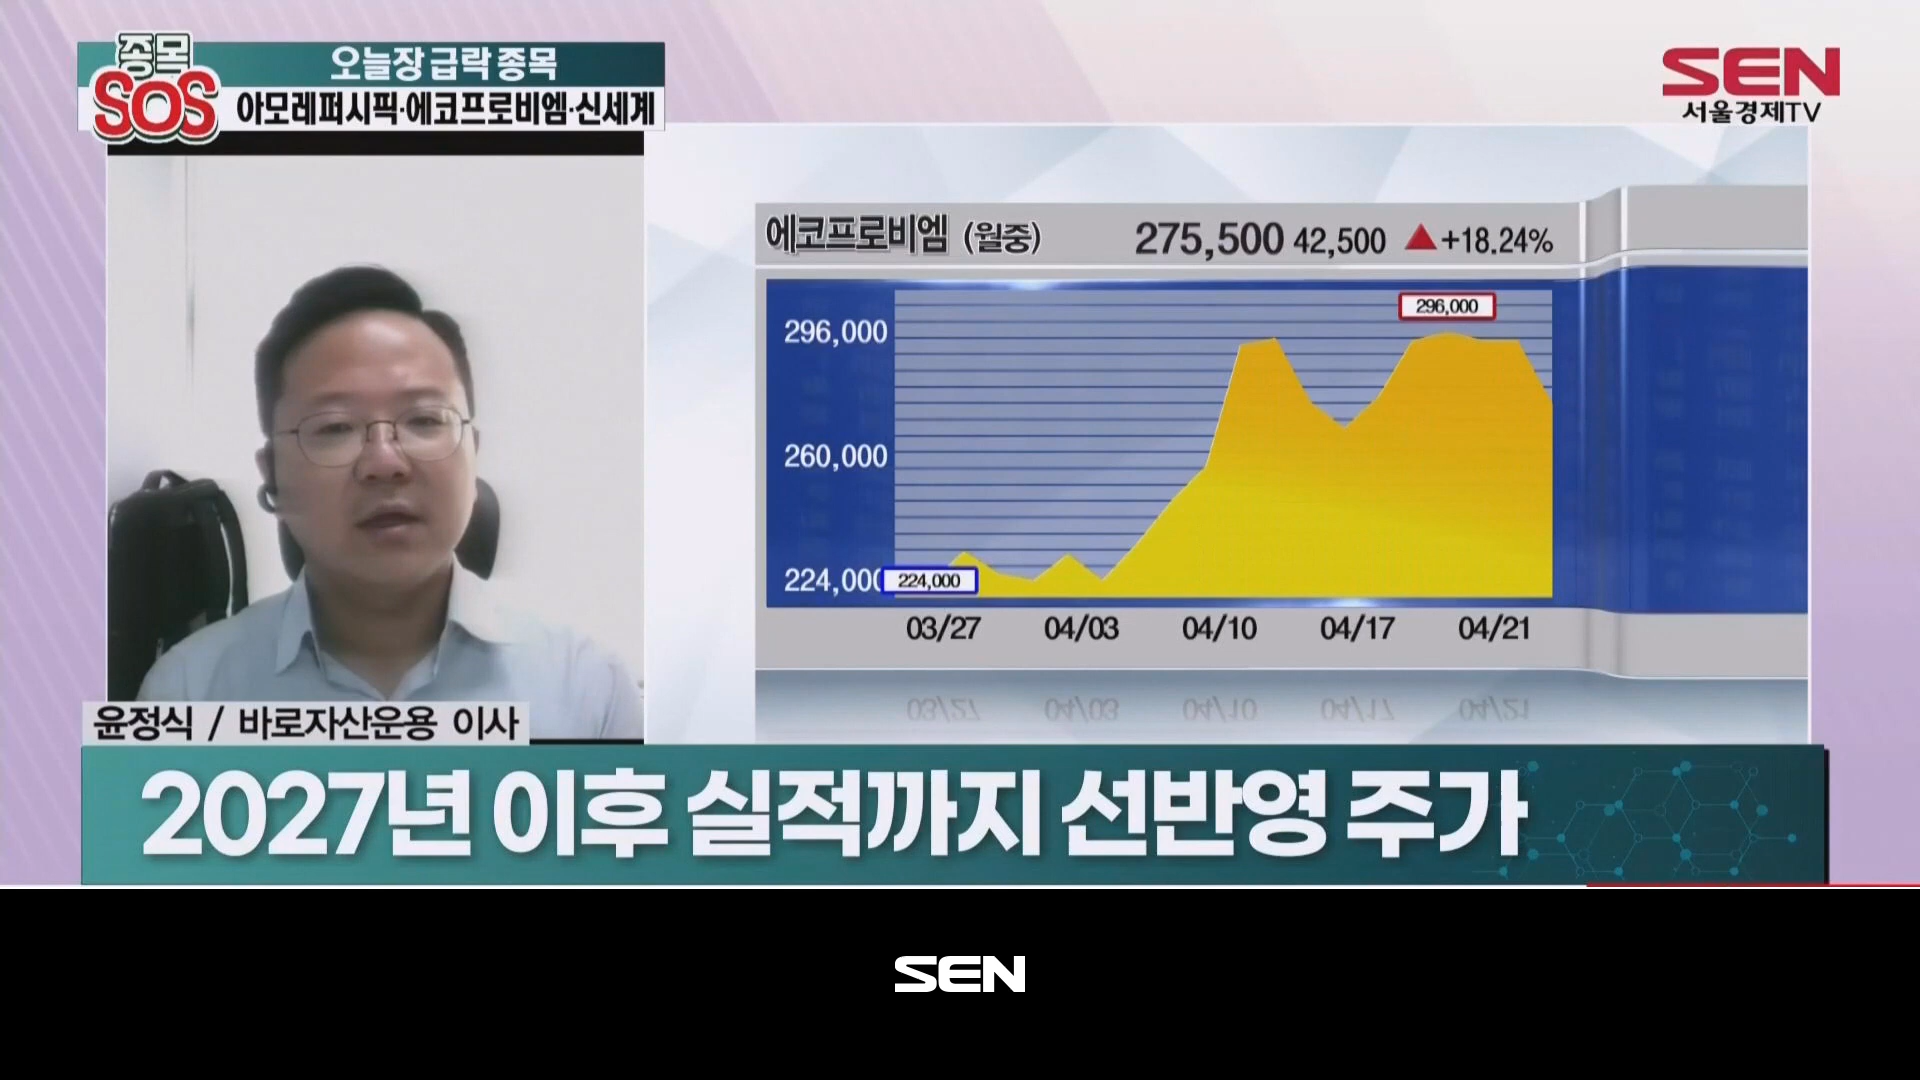 종목
SOS
오늘장 급락 종목
아모레퍼시픽·에코프로비엠·신세계
SEN
서울경제TV
에코프로비엠 (월중) 275,500 42,500 ▲+18.24%
296,000
296,000
260,000
224,000
224,000
03/27 04/03 04/10 04/17 04/21
윤정식 / 바로자산운용 이사
2027년 이후 실적까지 선반영 주가
SEN